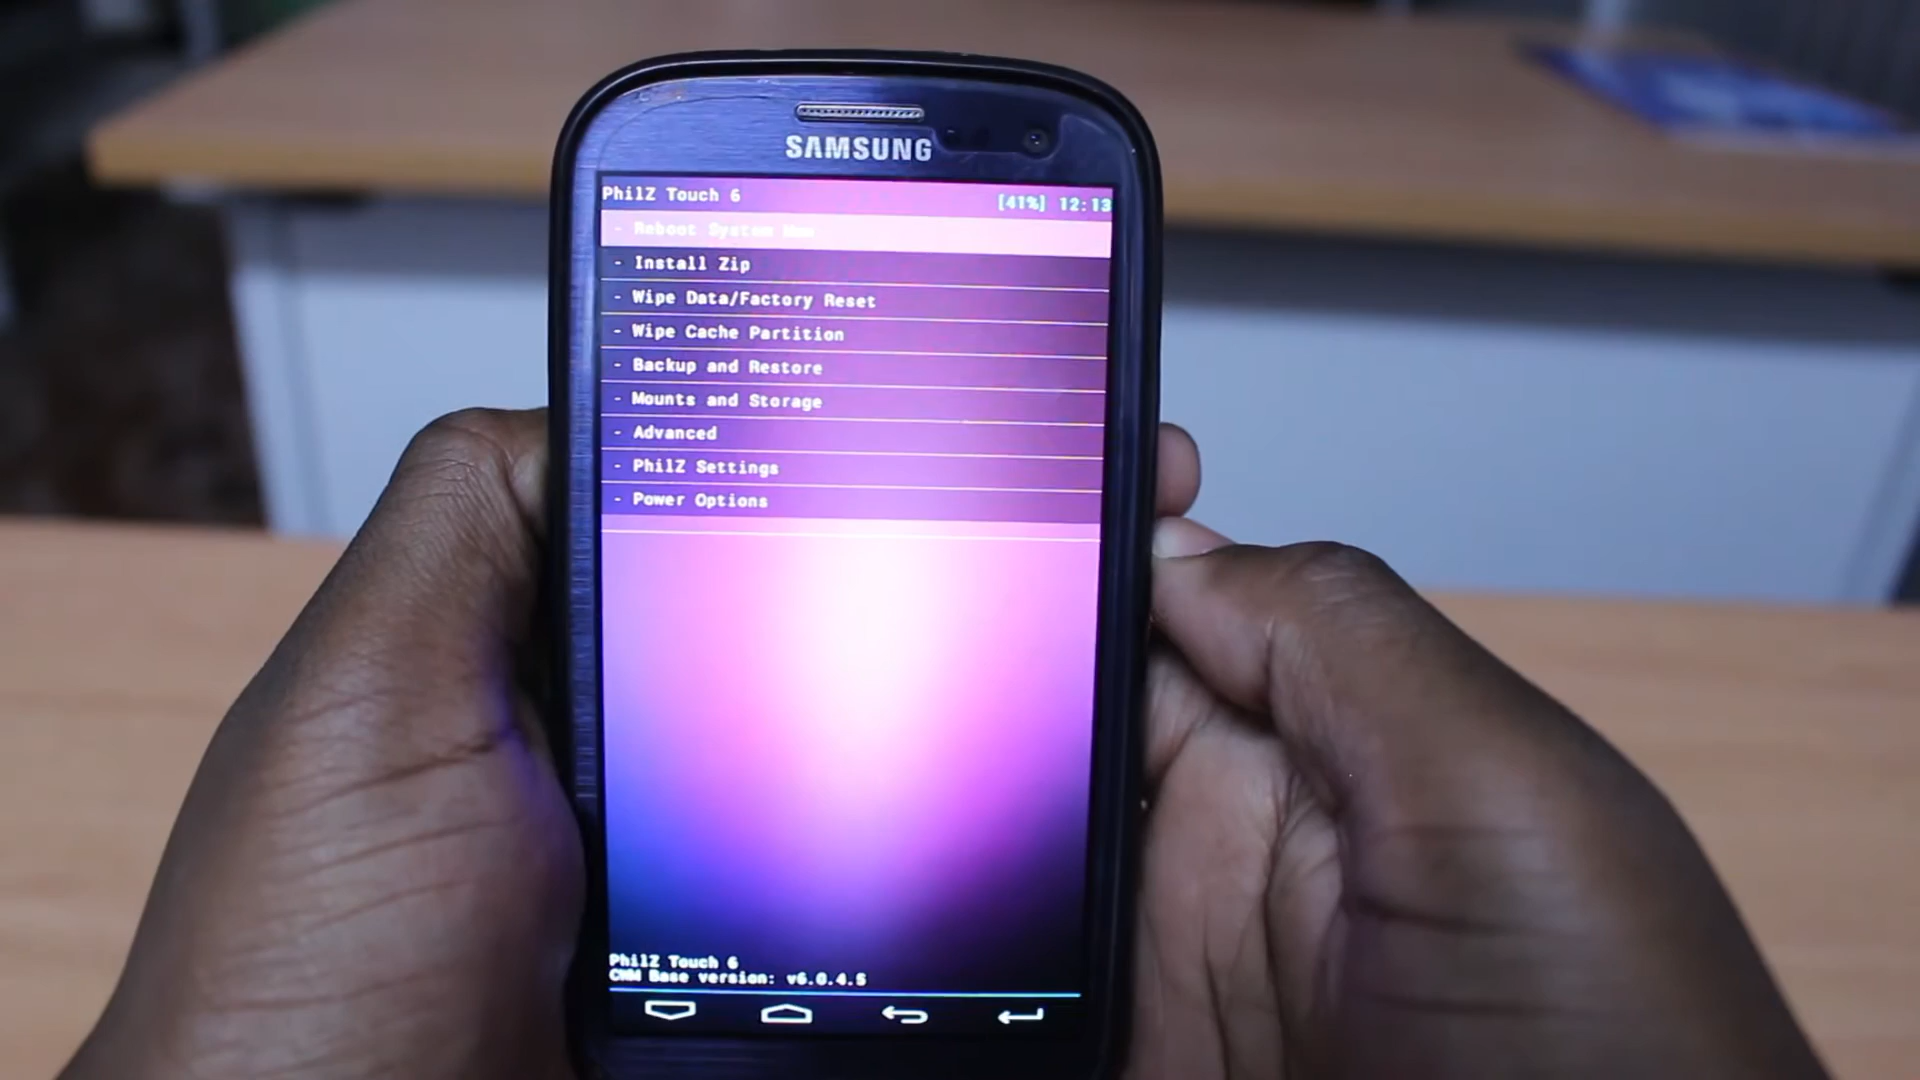 SAMSUNG
PhilZ Touch 6
[41%] 12:13
- Reboot System Now
- Install Zip
- Wipe Data/Factory Reset
- Wipe Cache Partition
- Backup and Restore
- Mounts and Storage
- Advanced
- PhilZ Settings
- Power Options
PhilZ Touch 6
CWM Base version: v6.0.4.5